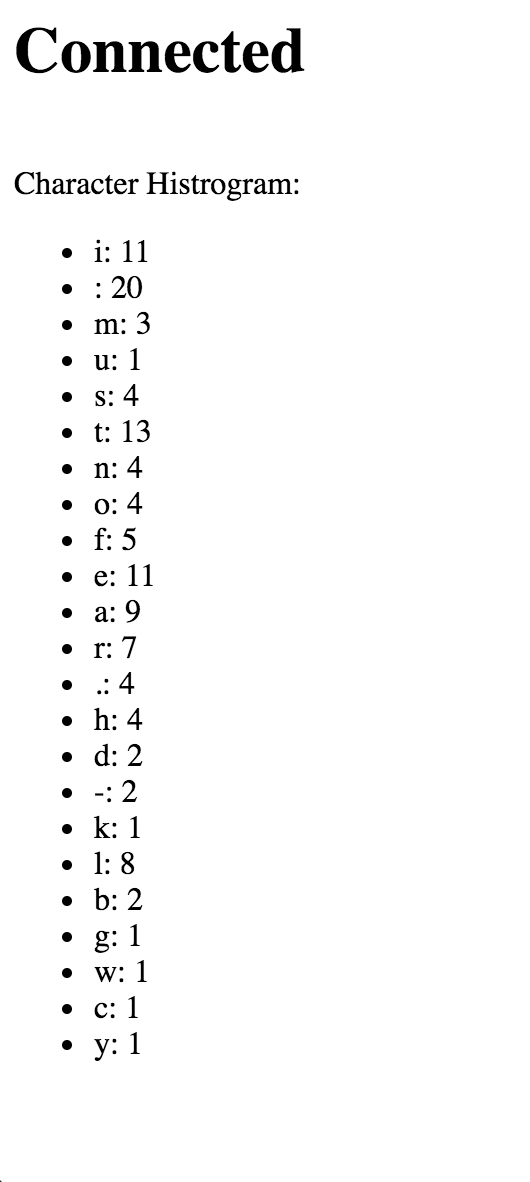 Connected
Character Histrogram:
• i: 11
• : 20
• m: 3
• u: 1
• s: 4
• t: 13
• n: 4
• o: 4
• f: 5
• e: 11
• a: 9
• r: 7
• .: 4
• h: 4
• d: 2
• -: 2
• k: 1
• l: 8
• b: 2
• g: 1
• w: 1
• c: 1
• y: 1